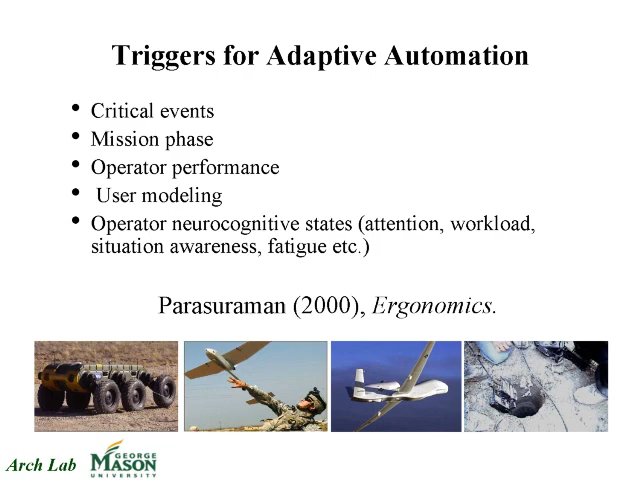 Triggers for Adaptive Automation
• Critical events
• Mission phase
• Operator performance
• User modeling
• Operator neurocognitive states (attention, workload,
situation awareness, fatigue etc.)
Parasuraman (2000), Ergonomics.
Arch Lab
GEORGE
MASON
UNIVERSITY